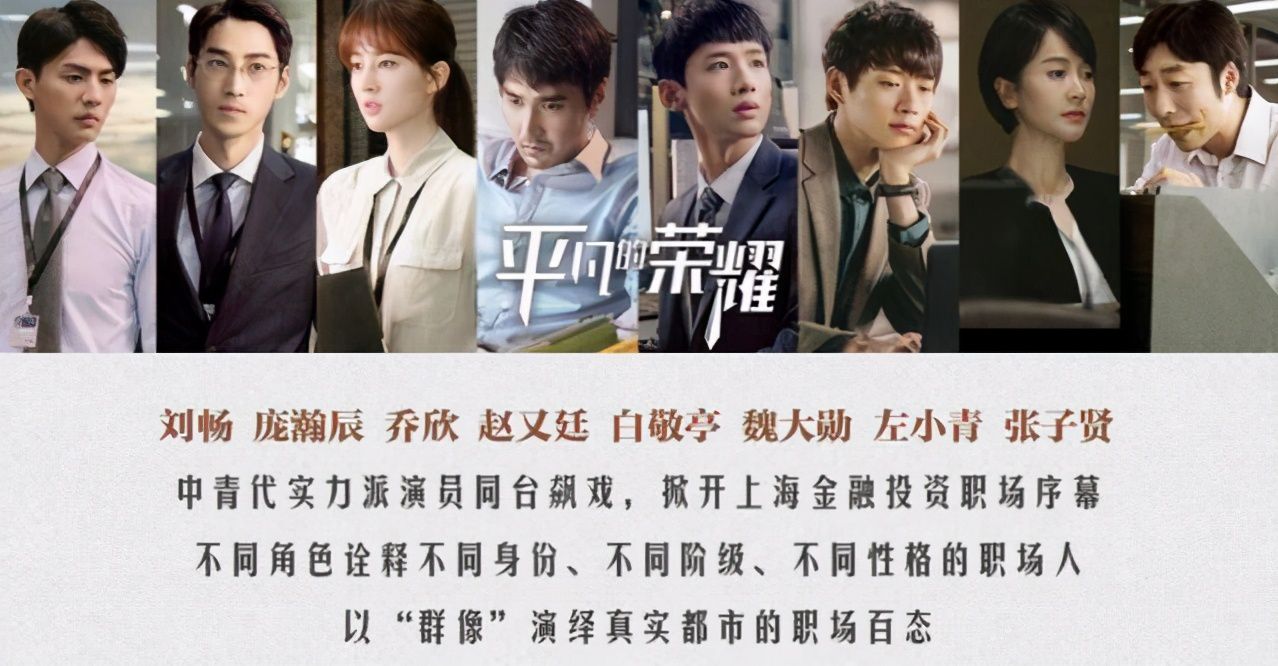 平凡的荣耀
刘畅 庞瀚辰 乔欣 赵又廷 白敬亭 魏大勋 左小青 张子贤
中青代实力派演员同台飙戏，掀开上海金融投资职场序幕
不同角色诠释不同身份、不同阶级、不同性格的职场人
以“群像”演绎真实都市的职场百态